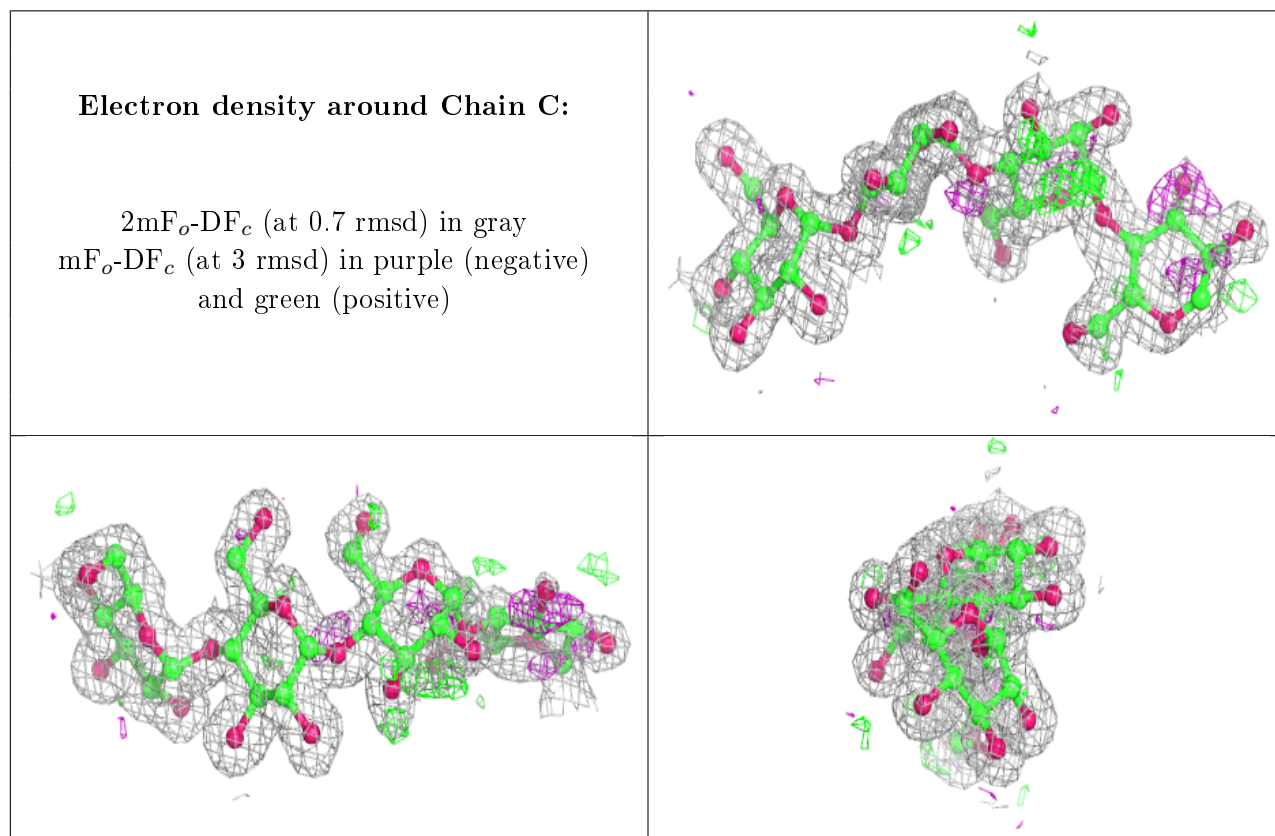 Electron density around Chain C:
2mFₒ-DF𝒸 (at 0.7 rmsd) in gray
mFₒ-DF𝒸 (at 3 rmsd) in purple (negative)
and green (positive)